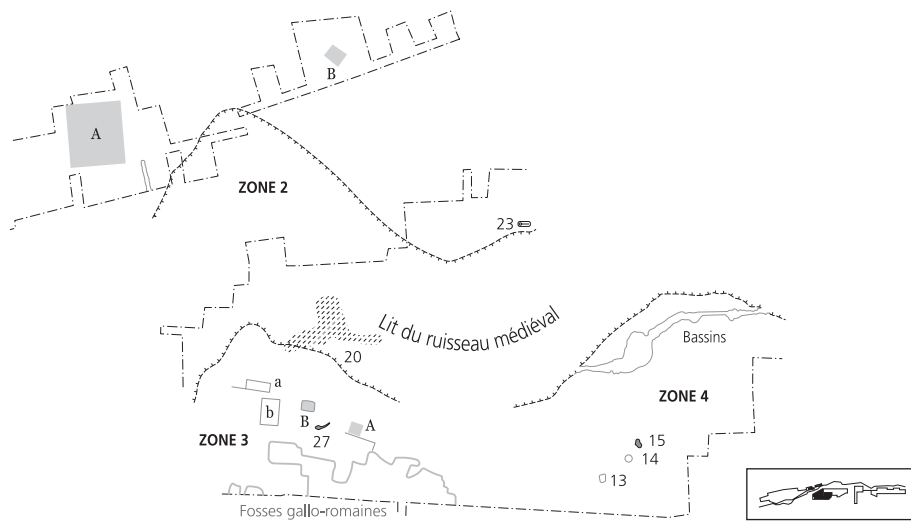 B
A
ZONE 2
23
Lit du ruisseau médiéval
Bassins
20
a
ZONE 4
b
B
A
ZONE 3
27
15
14
13
Fosses gallo-romaines